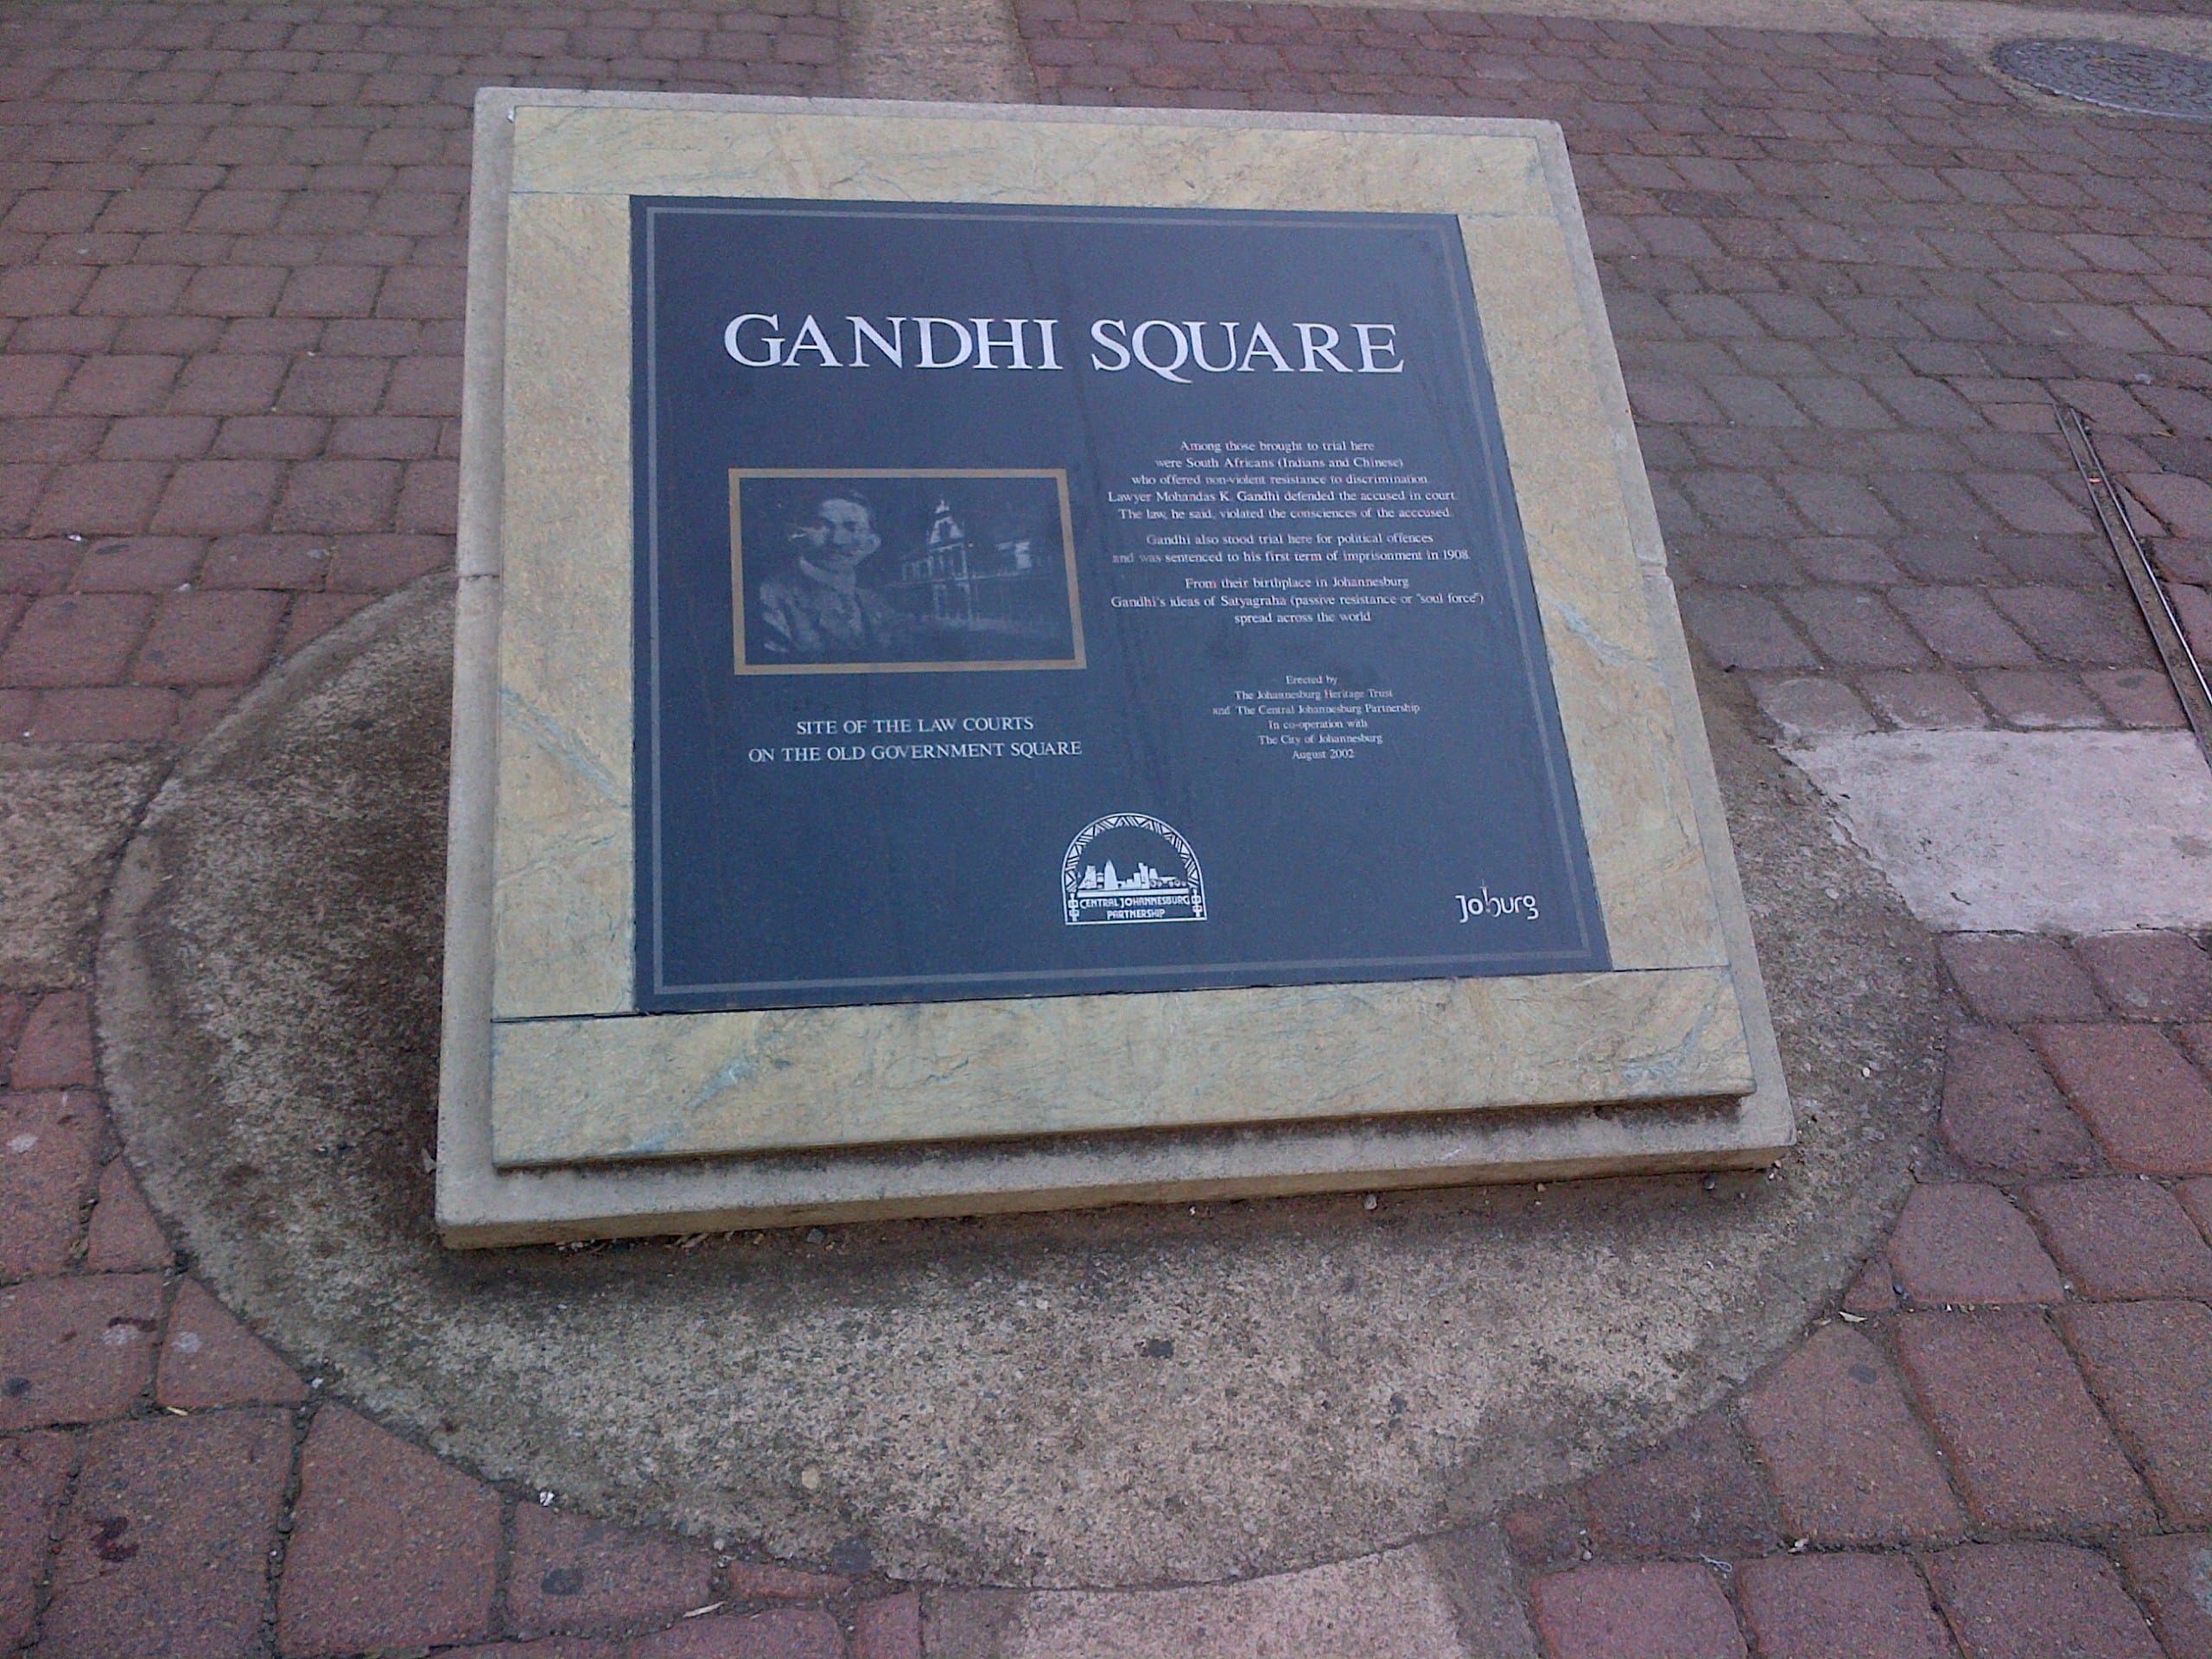 GANDHI SQUARE
SITE OF THE LAW COURTS
ON THE OLD GOVERNMENT SQUARE
Among those brought to trial here
were South Africans (Indians and Chinese)
who offered non-violent resistance to discrimination.
Lawyer Mohandas K. Gandhi defended the accused in court.
The law, he said, violated the consciences of the acccused.
Gandhi also stood trial here for political offences
and was sentenced to his first term of imprisonment in 1908.
From their birthplace in Johannesburg
Gandhi's ideas of Satyagraha (passive resistance or "soul force")
spread across the world
Erected by
The Johannesburg Heritage Trust
and The Central Johannesburg Partnership
In co-operation with
The City of Johannesburg
August 2002
CENTRAL JOHANNESBURG
PARTNERSHIP
Joburg